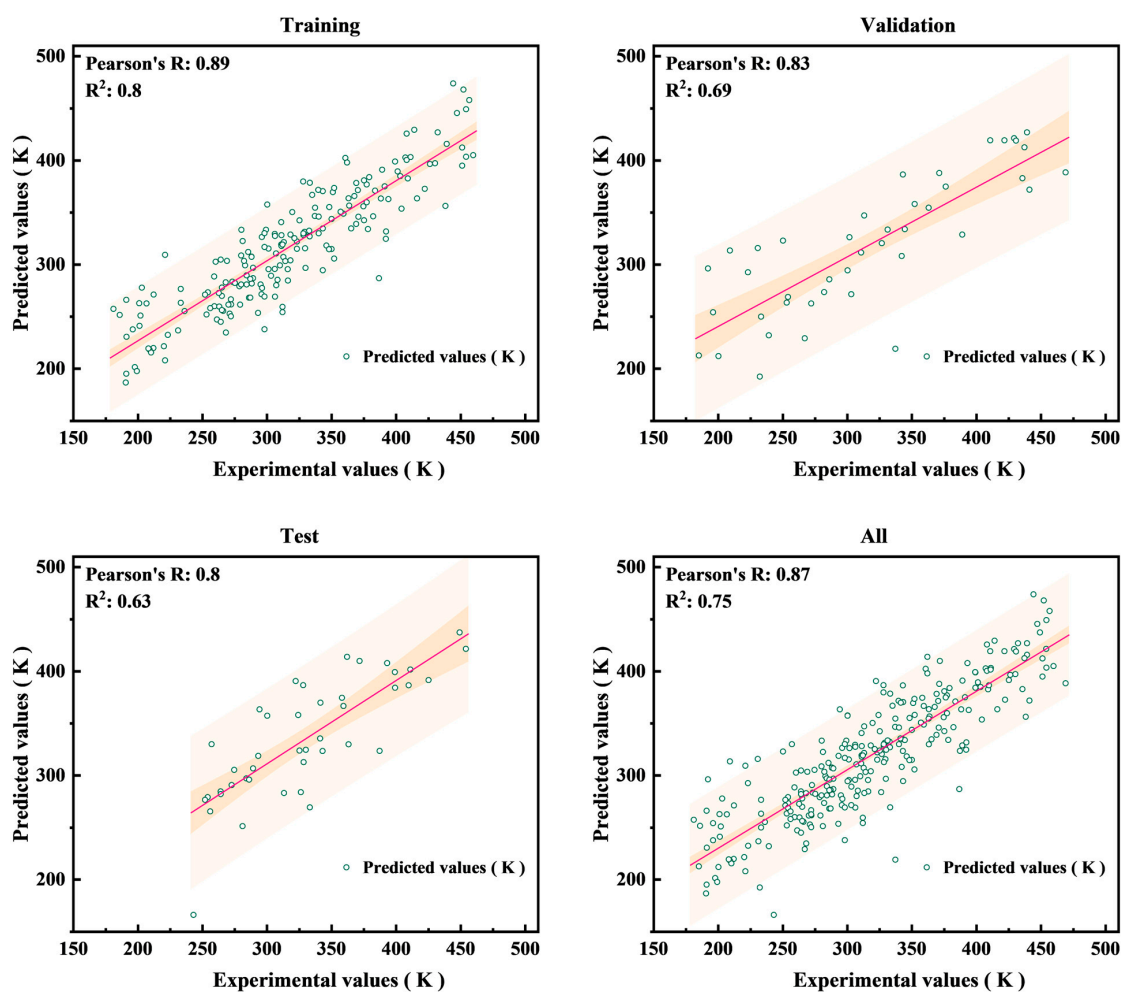 Training
Pearson's R: 0.89
R²: 0.8
500
400
300
200
Predicted values ( K )
Predicted values ( K )
150 200 250 300 350 400 450 500
Experimental values ( K )
Validation
Pearson's R: 0.83
R²: 0.69
500
400
300
200
Predicted values ( K )
Predicted values ( K )
150 200 250 300 350 400 450 500
Experimental values ( K )
Test
Pearson's R: 0.8
R²: 0.63
500
400
300
200
Predicted values ( K )
Predicted values ( K )
150 200 250 300 350 400 450 500
Experimental values ( K )
All
Pearson's R: 0.87
R²: 0.75
500
400
300
200
Predicted values ( K )
Predicted values ( K )
150 200 250 300 350 400 450 500
Experimental values ( K )